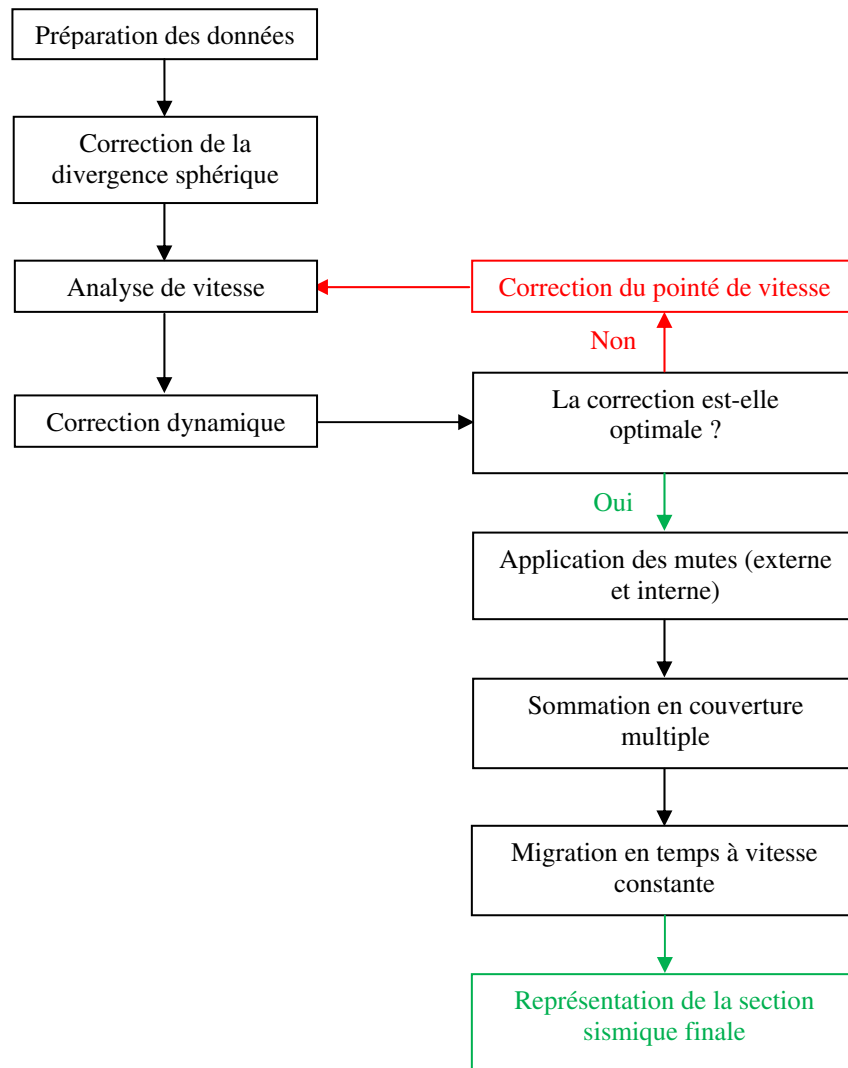 Préparation des données
Correction de la
divergence sphérique
Analyse de vitesse
Correction du pointé de vitesse
Non
Correction dynamique
La correction est-elle
optimale ?
Oui
Application des mutes (externe
et interne)
Sommation en couverture
multiple
Migration en temps à vitesse
constante
Représentation de la section
sismique finale